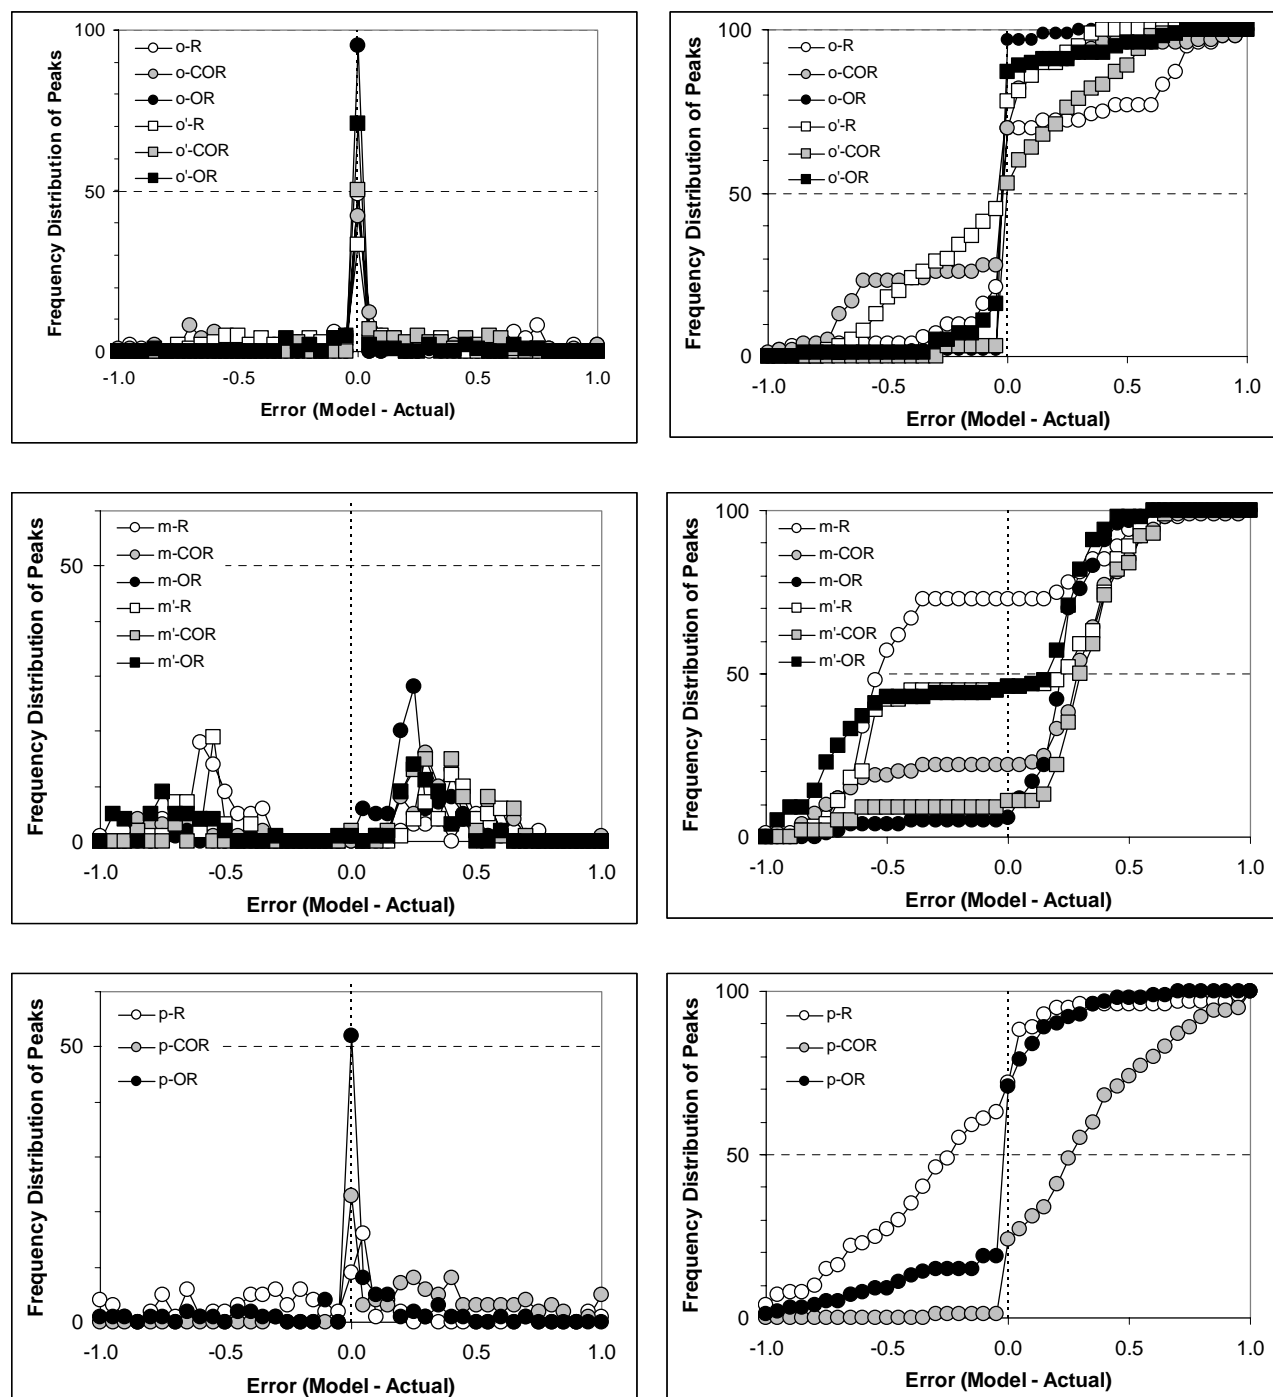 Frequency Distribution of Peaks
100
50
0
o-R
o-COR
o-OR
o'-R
o'-COR
o'-OR
-1.0 -0.5 0.0 0.5 1.0
Error (Model - Actual)
Frequency Distribution of Peaks
100
50
0
o-R
o-COR
o-OR
o'-R
o'-COR
o'-OR
-1.0 -0.5 0.0 0.5 1.0
Error (Model - Actual)
Frequency Distribution of Peaks
50
0
m-R
m-COR
m-OR
m'-R
m'-COR
m'-OR
-1.0 -0.5 0.0 0.5 1.0
Error (Model - Actual)
Frequency Distribution of Peaks
100
50
0
m-R
m-COR
m-OR
m'-R
m'-COR
m'-OR
-1.0 -0.5 0.0 0.5 1.0
Error (Model - Actual)
Frequency Distribution of Peaks
50
0
p-R
p-COR
p-OR
-1.0 -0.5 0.0 0.5 1.0
Error (Model - Actual)
Frequency Distribution of Peaks
100
50
0
p-R
p-COR
p-OR
-1.0 -0.5 0.0 0.5 1.0
Error (Model - Actual)